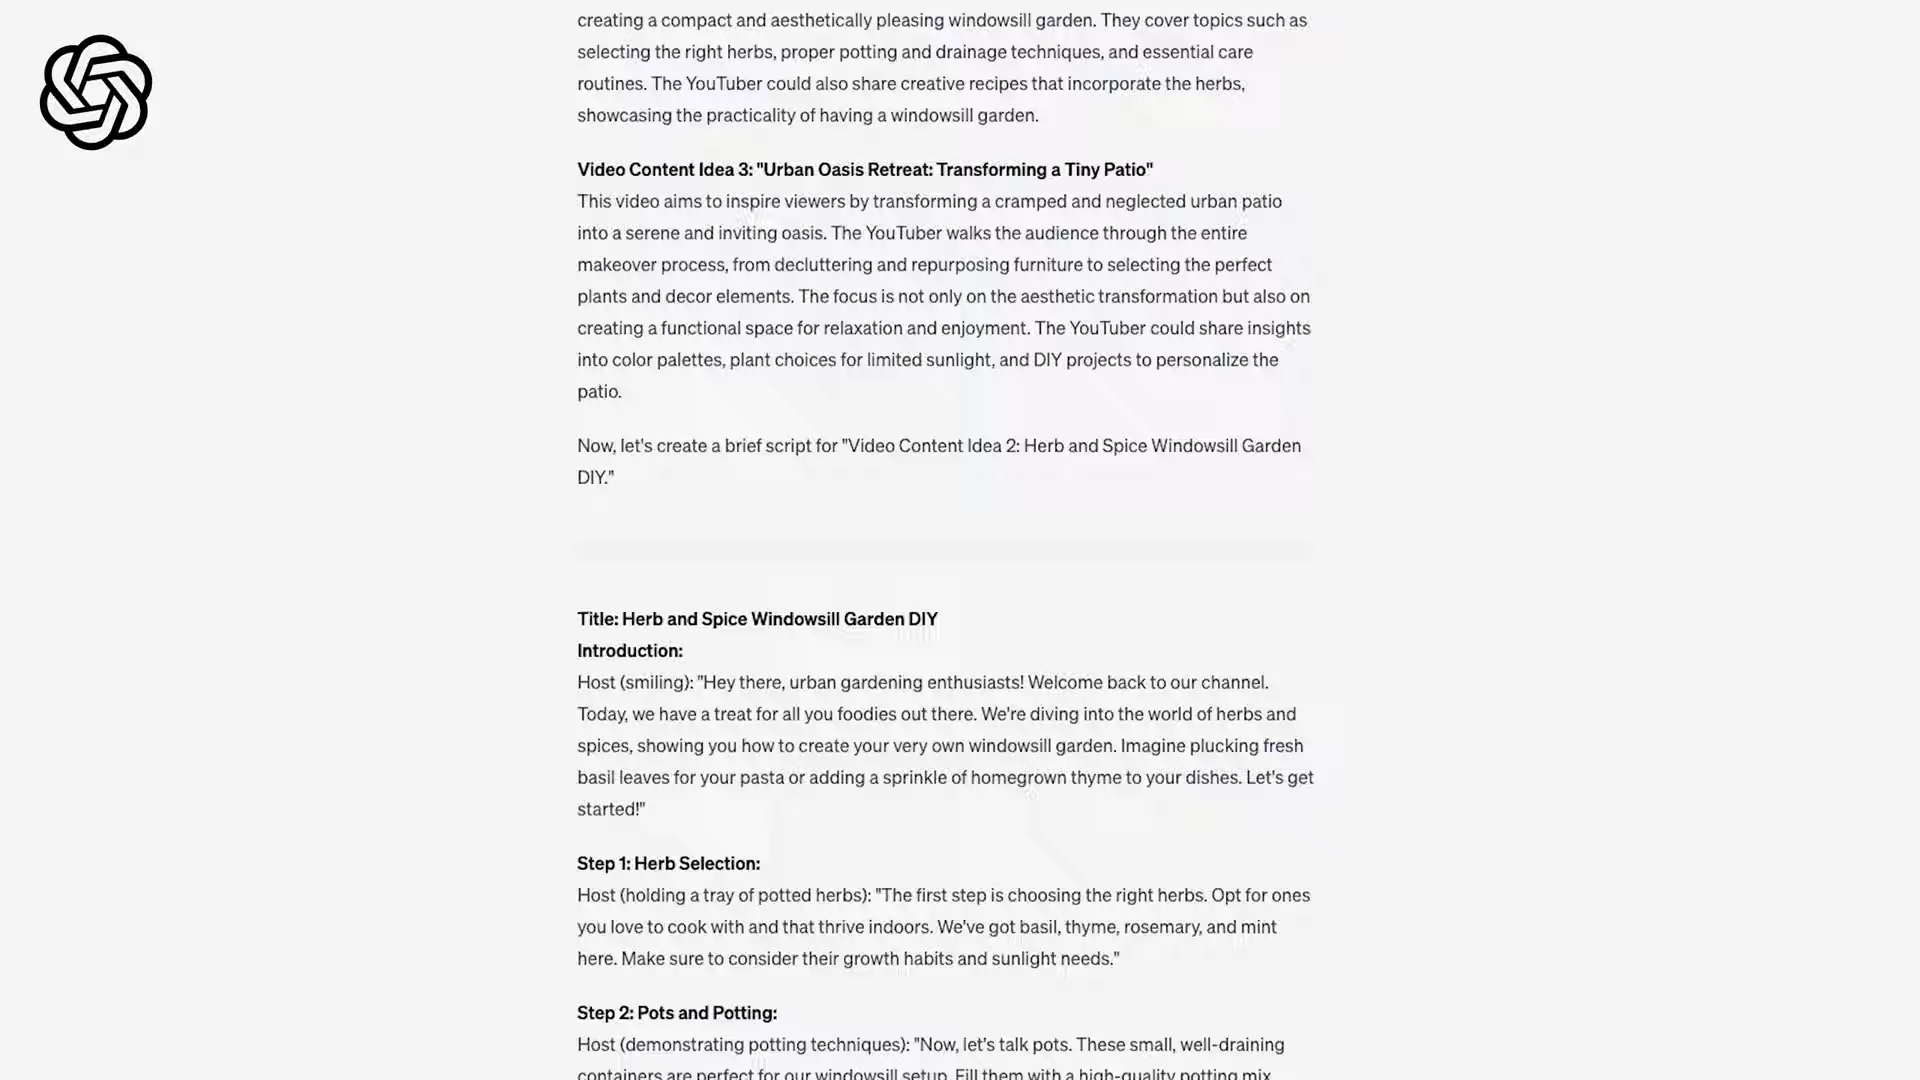 creating a compact and aesthetically pleasing windowsill garden. They cover topics such as
selecting the right herbs, proper potting and drainage techniques, and essential care
routines. The YouTuber could also share creative recipes that incorporate the herbs,
showcasing the practicality of having a windowsill garden.
Video Content Idea 3: "Urban Oasis Retreat: Transforming a Tiny Patio"
This video aims to inspire viewers by transforming a cramped and neglected urban patio
into a serene and inviting oasis. The YouTuber walks the audience through the entire
makeover process, from decluttering and repurposing furniture to selecting the perfect
plants and decor elements. The focus is not only on the aesthetic transformation but also on
creating a functional space for relaxation and enjoyment. The YouTuber could share insights
into color palettes, plant choices for limited sunlight, and DIY projects to personalize the
patio.
Now, let's create a brief script for "Video Content Idea 2: Herb and Spice Windowsill Garden
DIY."
Title: Herb and Spice Windowsill Garden DIY
Introduction:
Host (smiling): "Hey there, urban gardening enthusiasts! Welcome back to our channel.
Today, we have a treat for all you foodies out there. We're diving into the world of herbs and
spices, showing you how to create your very own windowsill garden. Imagine plucking fresh
basil leaves for your pasta or adding a sprinkle of homegrown thyme to your dishes. Let's get
started!"
Step 1: Herb Selection:
Host (holding a tray of potted herbs): "The first step is choosing the right herbs. Opt for ones
you love to cook with and that thrive indoors. We've got basil, thyme, rosemary, and mint
here. Make sure to consider their growth habits and sunlight needs."
Step 2: Pots and Potting:
Host (demonstrating potting techniques): "Now, let's talk pots. These small, well-draining
containers are perfect for our windowsill setup. Fill them with a high-quality potting mix